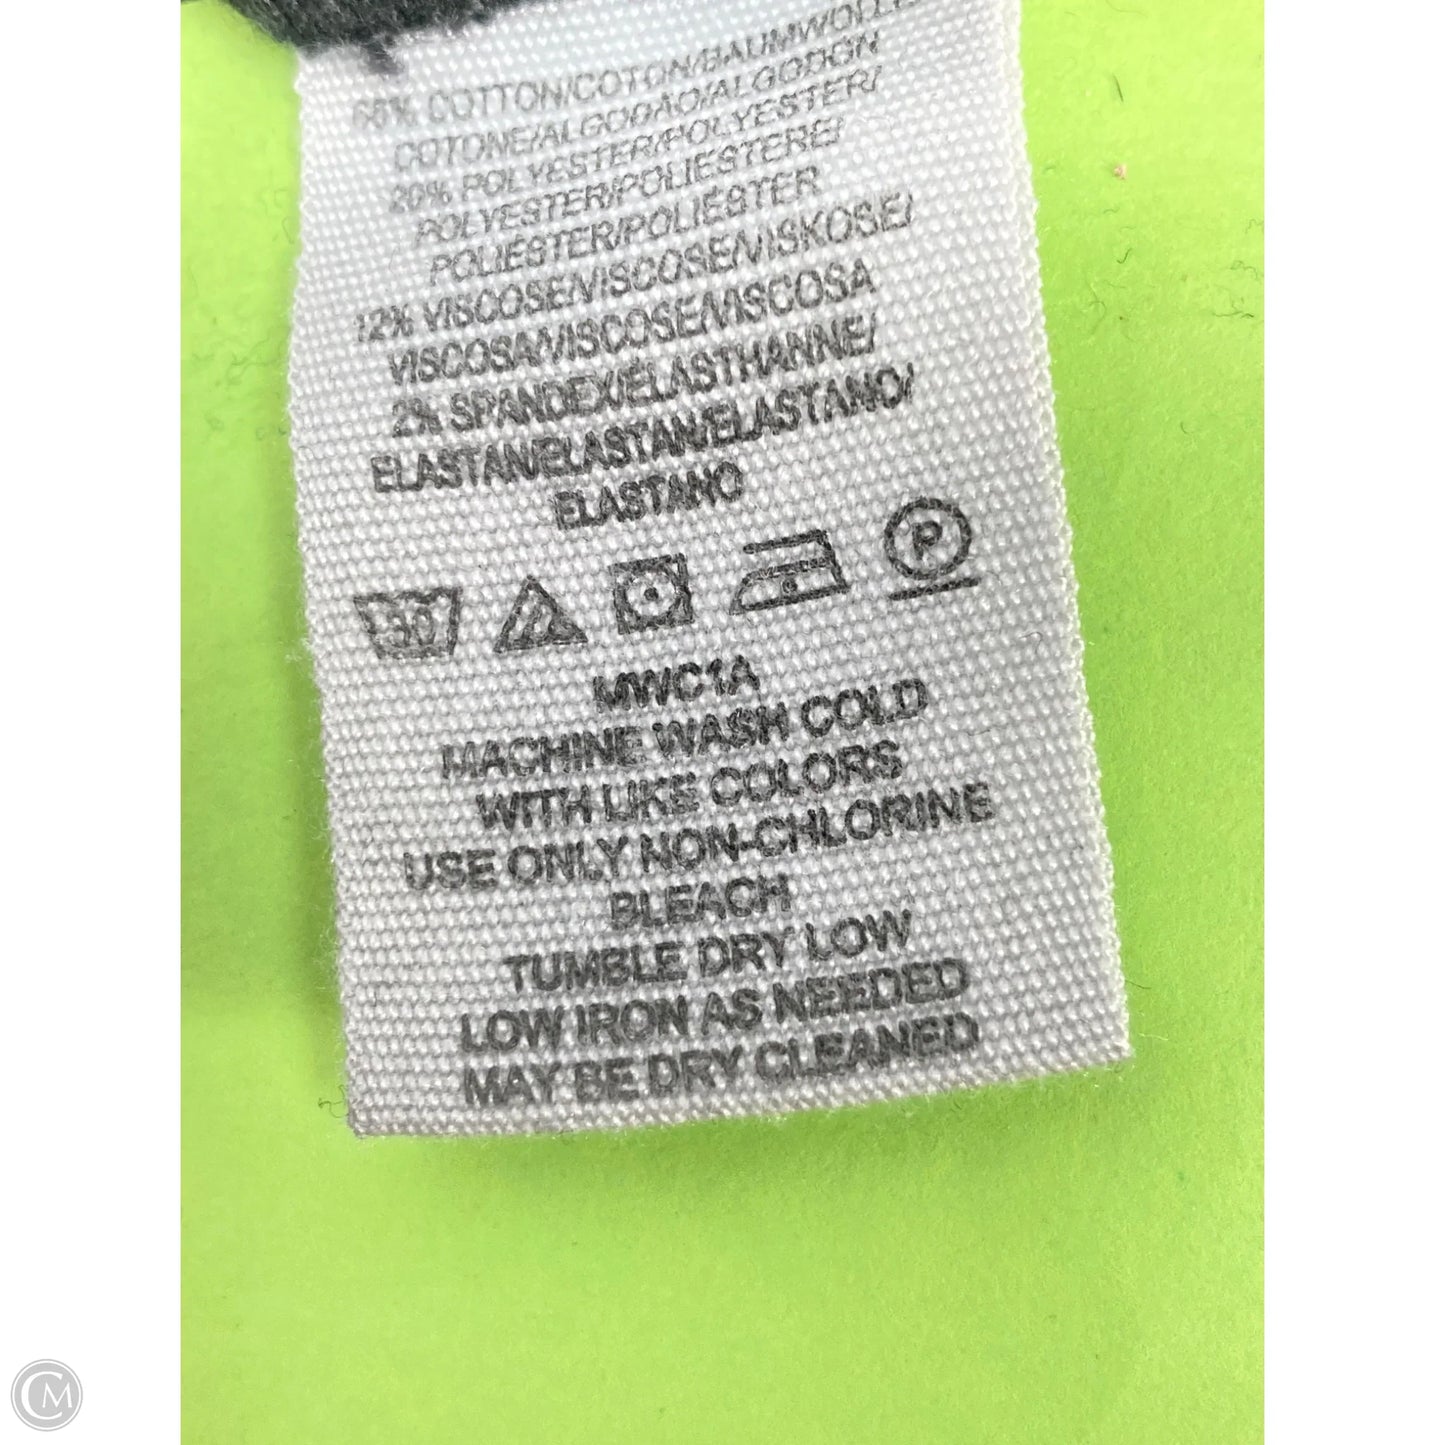 66% COTTON/COTON/BAUMWOLLE/
COTONE/ALGODÃO/ALGODÓN
20% POLYESTER/POLYESTER/
POLYESTER/POLIESTERE/
POLIÉSTER/POLIÉSTER
12% VISCOSE/VISCOSE/VISKOSE/
VISCOSA/VISCOSE/VISCOSA
2% SPANDEX/ÉLASTHANNE/
ELASTAN/ELASTAN/ELASTANO/
ELASTANO
30 P
MWC1A
MACHINE WASH COLD
WITH LIKE COLORS
USE ONLY NON-CHLORINE
BLEACH
TUMBLE DRY LOW
LOW IRON AS NEEDED
MAY BE DRY CLEANED
CM